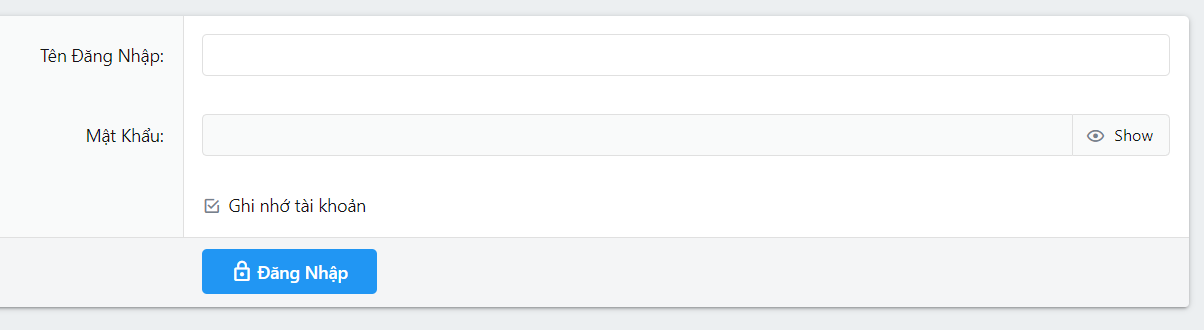 Tên Đăng Nhập:
Mật Khẩu:
Show
Ghi nhớ tài khoản
Đăng Nhập